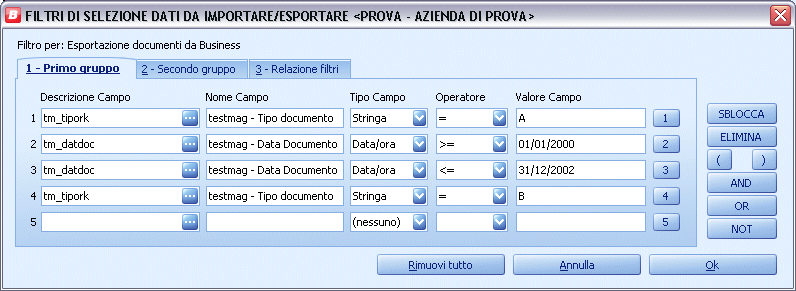 B FILTRI DI SELEZIONE DATI DA IMPORTARE/ESPORTARE <PROVA - AZIENDA DI PROVA>
Filtro per: Esportazione documenti da Business
1 - Primo gruppo 2 - Secondo gruppo 3 - Relazione filtri
Descrizione Campo Nome Campo Tipo Campo Operatore Valore Campo
1 tm_tipork ... testmag - Tipo documento Stringa = A 1 SBLOCCA
2 tm_datdoc ... testmag - Data Documento Data/ora >= 01/01/2000 2 ELIMINA
3 tm_datdoc ... testmag - Data Documento Data/ora <= 31/12/2002 3 ( )
4 tm_tipork ... testmag - Tipo documento Stringa = B 4 AND
5 ... (nessuno) 5 OR
NOT
Rimuovi tutto Annulla Ok